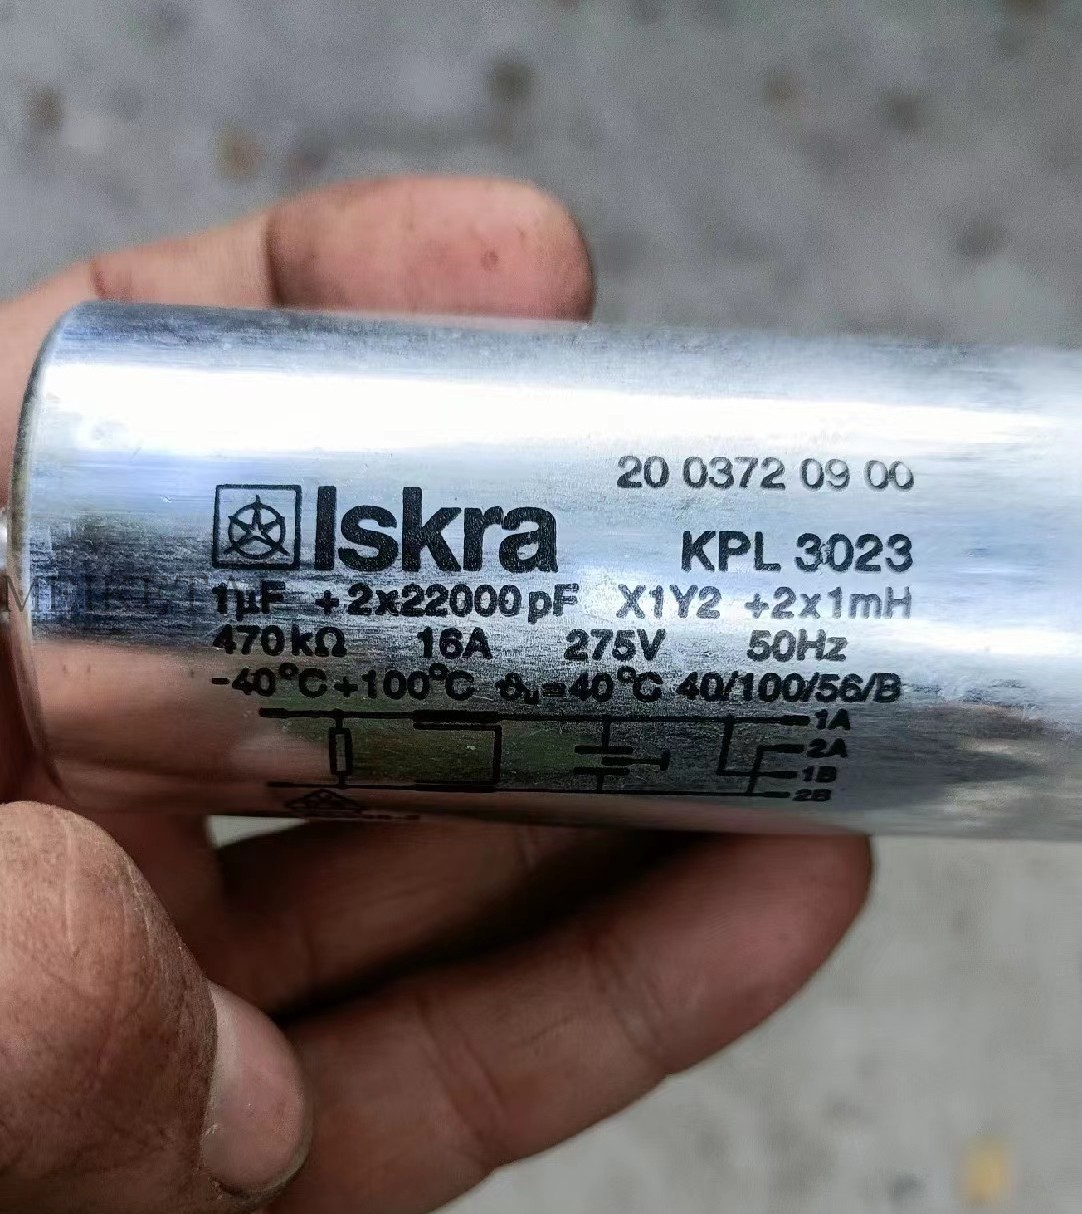 20 0372 09 00
Iskra KPL 3023
1µF +2x22000pF X1Y2 +2x1mH
470kΩ 16A 275V 50Hz
-40°C+100°C ϑu=40°C 40/100/56/B
1A
2A
1B
2B